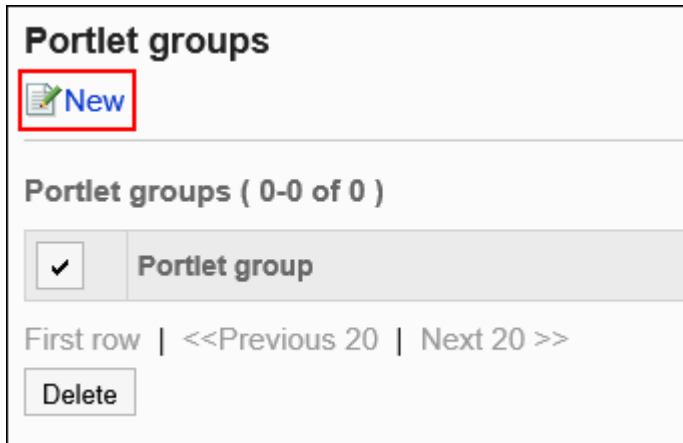 Portlet groups
New
Portlet groups ( 0-0 of 0 )
Portlet group
First row | <<Previous 20 | Next 20 >>
Delete